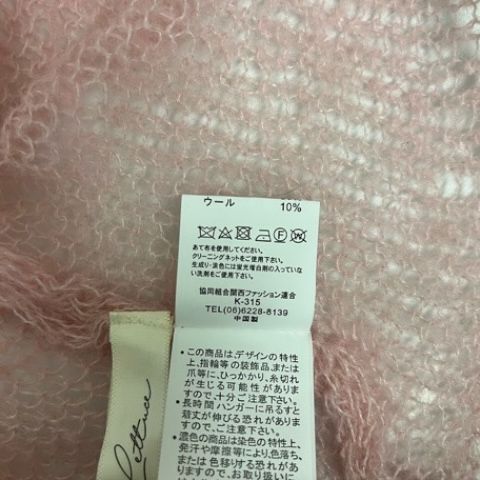 ウール 10%
あて布を使用してください。
クリーニングネットをご使用下さい。
生成り・淡色には蛍光増白剤の入っていな
い洗剤をご使用下さい。
協同組合関西ファッション連合
K-315
TEL(06)6228-8139
中国製
・この商品は、デザインの特性
上、指輪等の装飾品、または
爪等に、ひっかかり、糸切れ
が生じる可能性があります
ますので、十分ご注意下さい。
・長時間ハンガーに吊るすと
着丈が伸びる恐れがあります
すので、ご注意下さい。
・濃色の商品は染色の特性上、
発汗や摩擦等により、色落ち、
または色移りする恐れがあ
りますので
Lettuce